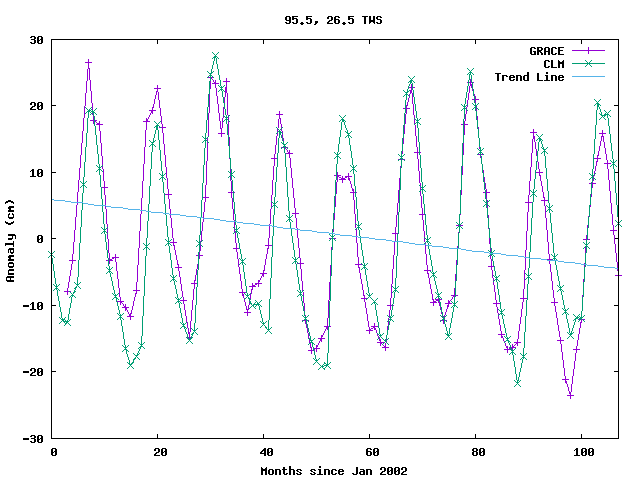 95.5, 26.5 TWS
GRACE
CLM
Trend Line
30
20
10
0
-10
-20
-30
Anomaly (cm)
0 20 40 60 80 100
Months since Jan 2002